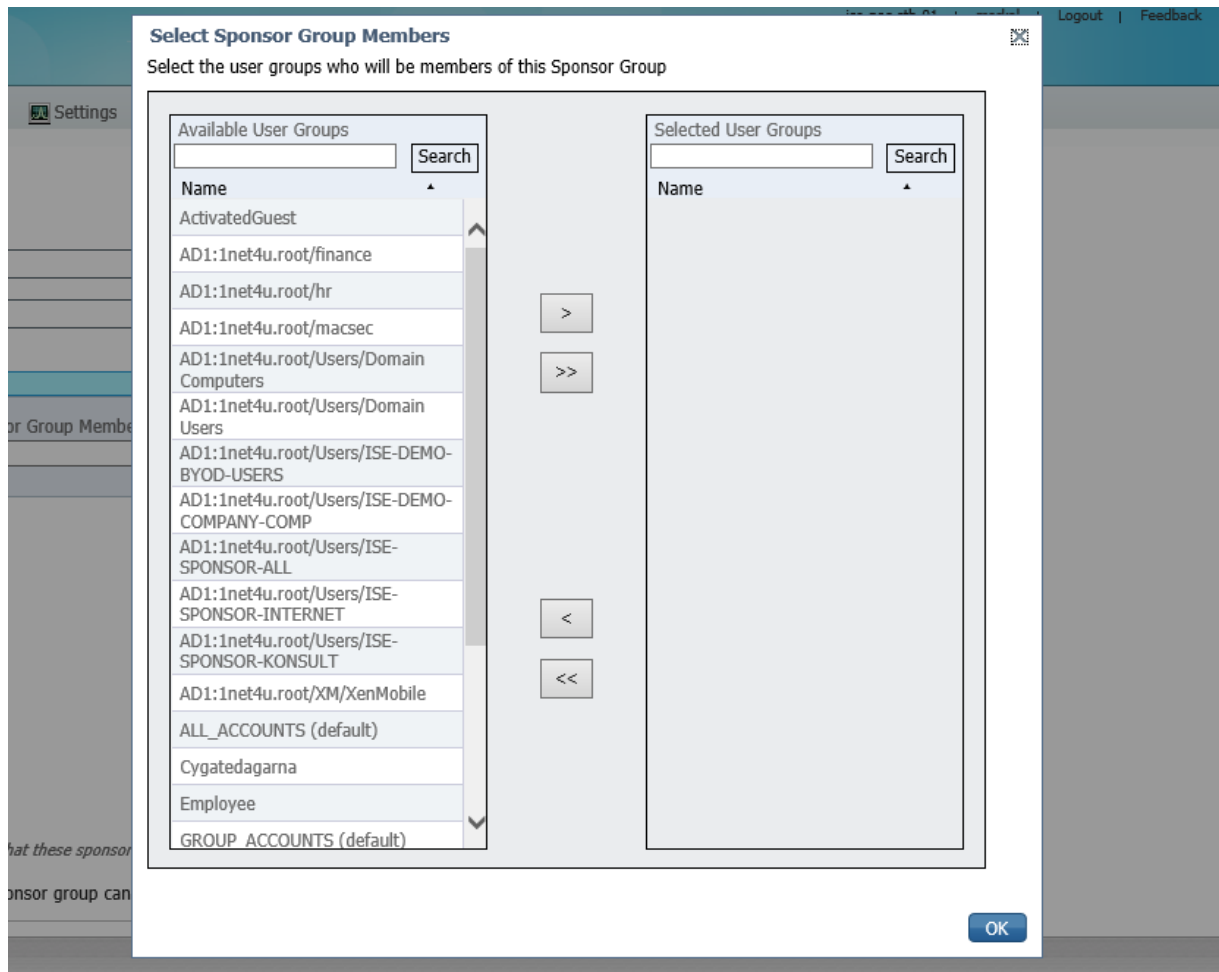 Logout | Feedback
Select Sponsor Group Members
Select the user groups who will be members of this Sponsor Group
Settings
Available User Groups
Search
Name
ActivatedGuest
AD1:1net4u.root/finance
AD1:1net4u.root/hr
AD1:1net4u.root/macsec
AD1:1net4u.root/Users/Domain
Computers
AD1:1net4u.root/Users/Domain
Users
AD1:1net4u.root/Users/ISE-DEMO-
BYOD-USERS
AD1:1net4u.root/Users/ISE-DEMO-
COMPANY-COMP
AD1:1net4u.root/Users/ISE-
SPONSOR-ALL
AD1:1net4u.root/Users/ISE-
SPONSOR-INTERNET
AD1:1net4u.root/Users/ISE-
SPONSOR-KONSULT
AD1:1net4u.root/XM/XenMobile
ALL_ACCOUNTS (default)
Cygatedagarna
Employee
GROUP_ACCOUNTS (default)
>
>>
<
<<
Selected User Groups
Search
Name
or Group Membe
hat these sponsor
onsor group can
OK